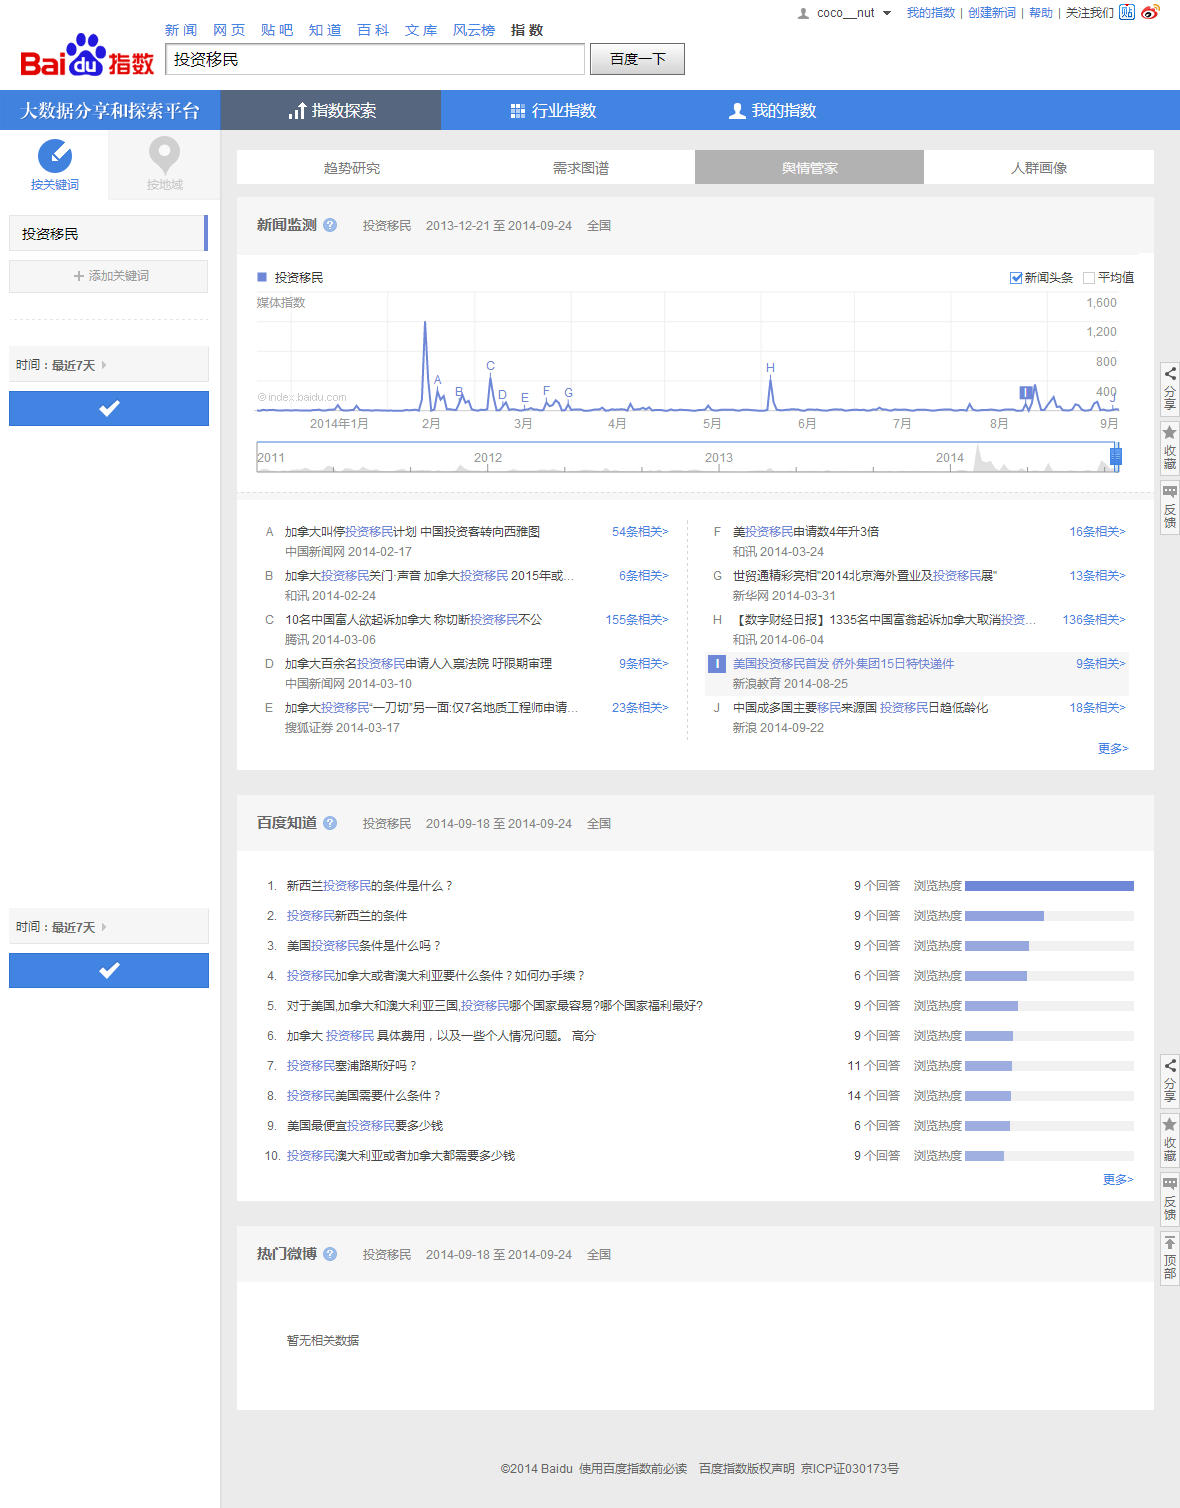 coco__nut 我的指数 | 创建新词 | 帮助 | 关注我们 贴
新闻 网页 贴吧 知道 百科 文库 风云榜 指数
Bai du 指数
投资移民 百度一下
大数据分享和探索平台 指数探索 行业指数 我的指数
按关键词 按地域
趋势研究 需求图谱 舆情管家 人群画像
投资移民
+ 添加关键词
时间：最近7天
新闻监测 ? 投资移民 2013-12-21 至 2014-09-24 全国
投资移民 新闻头条 平均值
媒体指数
1,600
1,200
800
400
A B C D E F G H I J
©index.baidu.com
2014年1月 2月 3月 4月 5月 6月 7月 8月 9月
2011 2012 2013 2014
A 加拿大叫停投资移民计划 中国投资客转向西雅图 54条相关>
中国新闻网 2014-02-17
B 加拿大投资移民关门·声音 加拿大投资移民 2015年或... 6条相关>
和讯 2014-02-24
C 10名中国富人欲起诉加拿大 称切断投资移民不公 155条相关>
腾讯 2014-03-06
D 加拿大百余名投资移民申请人入禀法院 吁限期审理 9条相关>
中国新闻网 2014-03-10
E 加拿大投资移民“一刀切”另一面:仅7名地质工程师申请... 23条相关>
搜狐证券 2014-03-17
F 美投资移民申请数4年升3倍 16条相关>
和讯 2014-03-24
G 世贸通精彩亮相"2014北京海外置业及投资移民展" 13条相关>
新华网 2014-03-31
H 【数字财经日报】1335名中国富翁起诉加拿大取消投资... 136条相关>
和讯 2014-06-04
I 美国投资移民首发 侨外集团15日特快递件 9条相关>
新浪教育 2014-08-25
J 中国成多国主要移民来源国 投资移民日趋低龄化 18条相关>
新浪 2014-09-22
更多>
百度知道 ? 投资移民 2014-09-18 至 2014-09-24 全国
1. 新西兰投资移民的条件是什么？ 9 个回答 浏览热度
2. 投资移民新西兰的条件 9 个回答 浏览热度
3. 美国投资移民条件是什么吗？ 9 个回答 浏览热度
4. 投资移民加拿大或者澳大利亚要什么条件？如何办手续？ 6 个回答 浏览热度
5. 对于美国,加拿大和澳大利亚三国,投资移民哪个国家最容易?哪个国家福利最好? 9 个回答 浏览热度
6. 加拿大 投资移民 具体费用，以及一些个人情况问题。 高分 9 个回答 浏览热度
7. 投资移民塞浦路斯好吗？ 11 个回答 浏览热度
8. 投资移民美国需要什么条件？ 14 个回答 浏览热度
9. 美国最便宜投资移民要多少钱 6 个回答 浏览热度
10. 投资移民澳大利亚或者加拿大都需要多少钱 9 个回答 浏览热度
更多>
时间：最近7天
热门微博 ? 投资移民 2014-09-18 至 2014-09-24 全国
暂无相关数据
分享
收藏
反馈
分享
收藏
反馈
顶部
©2014 Baidu 使用百度指数前必读 百度指数版权声明 京ICP证030173号